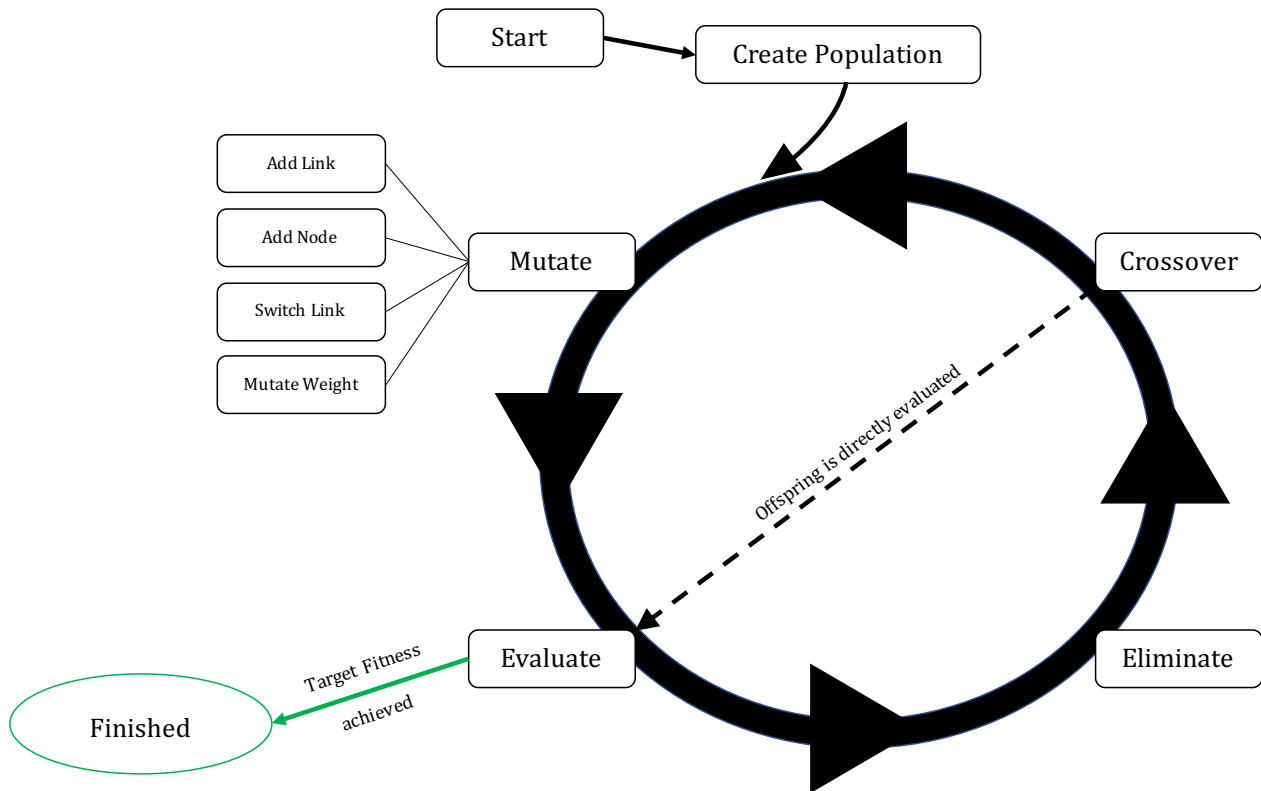 Start
Create Population
Add Link
Add Node
Switch Link
Mutate Weight
Mutate
Crossover
Offspring is directly evaluated
Evaluate
Eliminate
Target Fitness
achieved
Finished